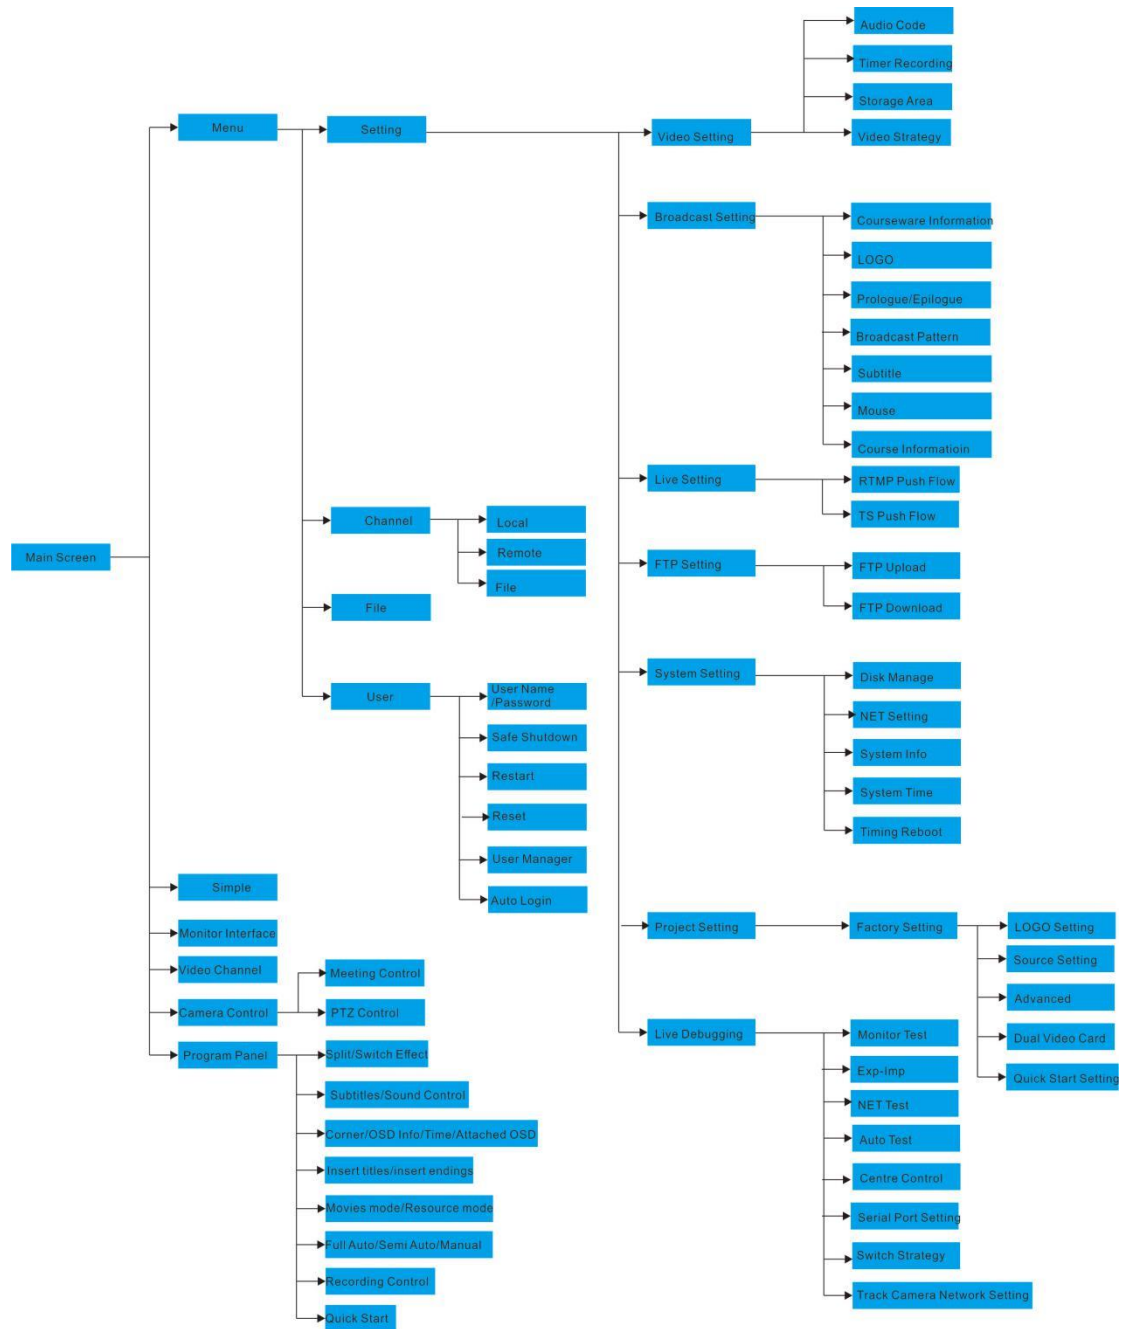 Audio Code
Timer Recording
Storage Area
Menu
Setting
Video Setting
Video Strategy
Broadcast Setting
Courseware Information
LOGO
Prologue/Epilogue
Broadcast Pattern
Subtitle
Mouse
Course Informatioin
Live Setting
RTMP Push Flow
TS Push Flow
Channel
Local
Remote
File
Main Screen
FTP Setting
FTP Upload
FTP Download
File
System Setting
Disk Manage
NET Setting
System Info
System Time
Timing Reboot
User
User Name
/Password
Safe Shutdown
Restart
Reset
User Manager
Auto Login
Simple
Monitor Interface
Video Channel
Camera Control
Meeting Control
PTZ Control
Program Panel
Split/Switch Effect
Subtitles/Sound Control
Corner/OSD Info/Time/Attached OSD
Insert titles/insert endings
Movies mode/Resource mode
Full Auto/Semi Auto/Manual
Recording Control
Quick Start
Project Setting
Factory Setting
LOGO Setting
Source Setting
Advanced
Dual Video Card
Quick Start Setting
Live Debugging
Monitor Test
Exp-imp
NET Test
Auto Test
Centre Control
Serial Port Setting
Switch Strategy
Track Camera Network Setting